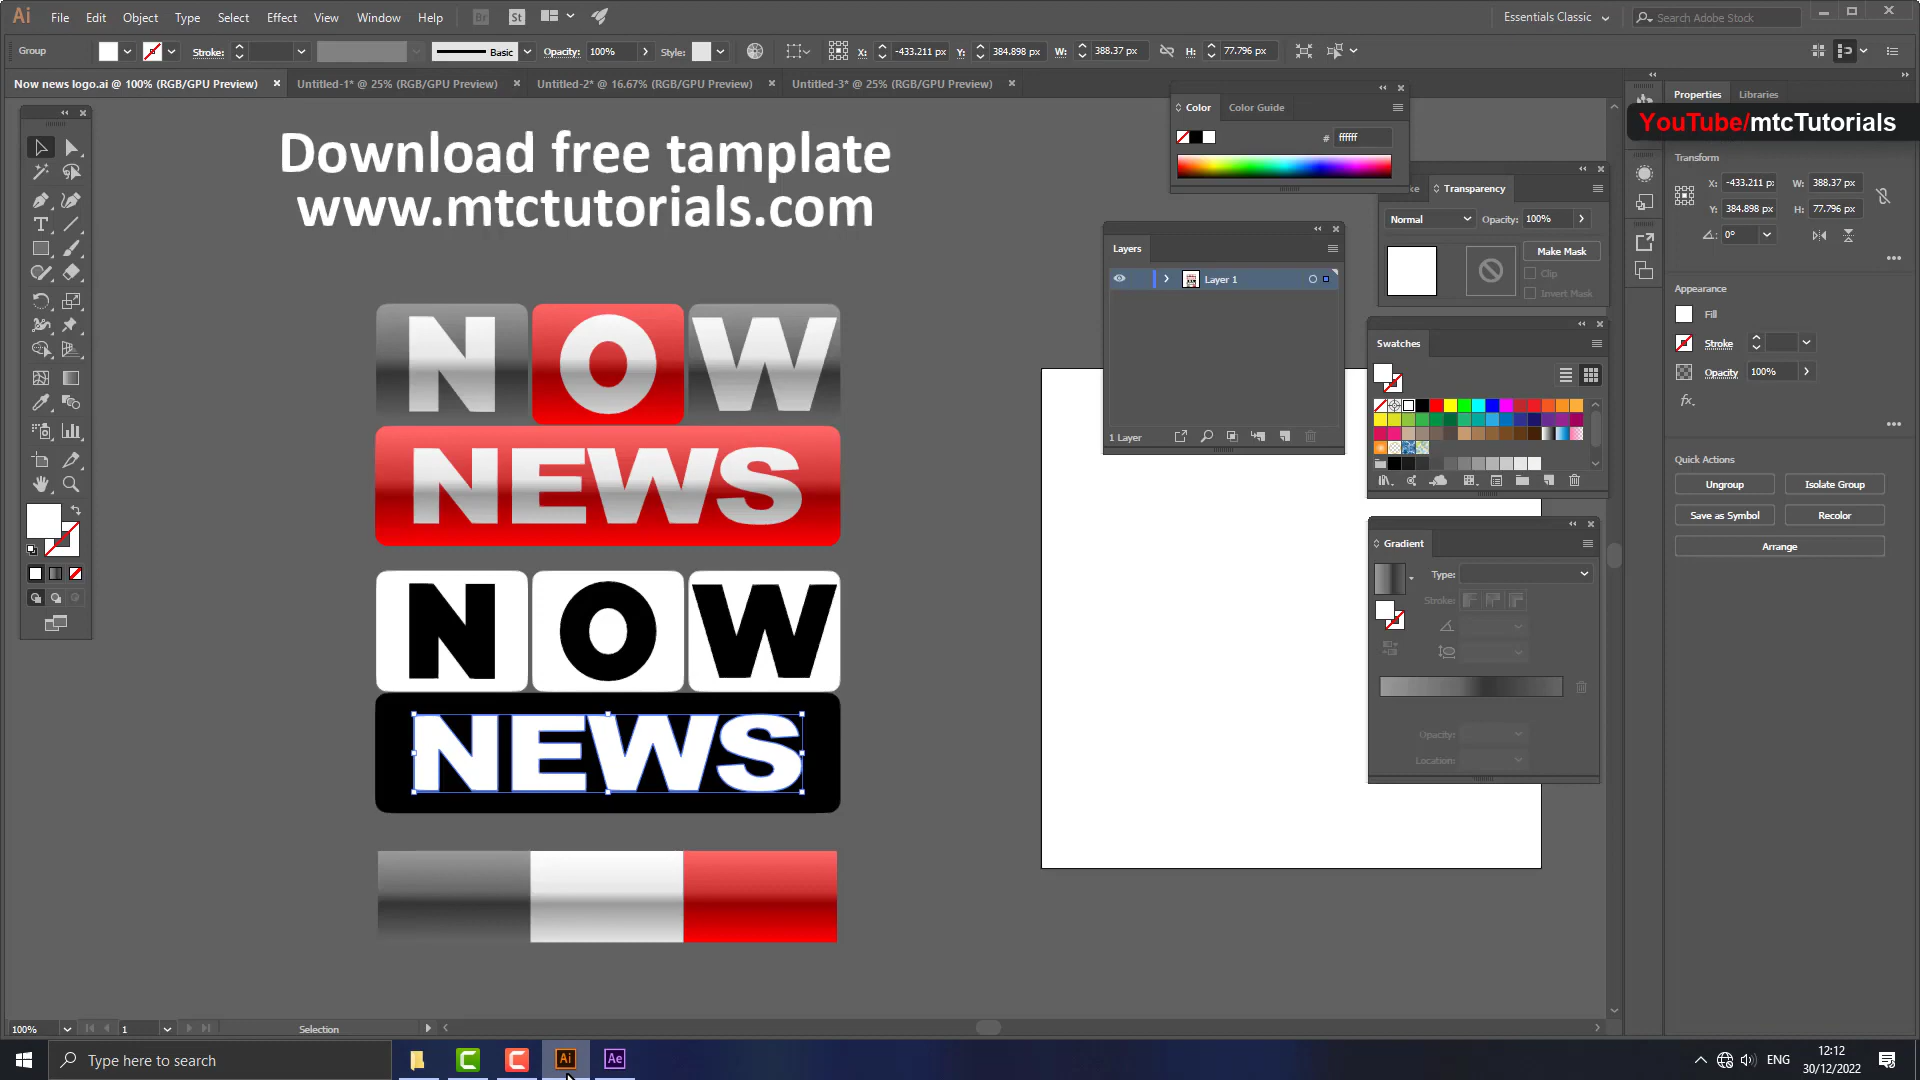 Ai File Edit Object Type Select Effect View Window Help Br St Essentials Classic Search Adobe Stock
Group Stroke: Basic Opacity: 100% Style: X: -433.211 px Y: 384.898 px W: 388.37 px H: 77.796 px
Now news logo.ai @ 100% (RGB/GPU Preview) Untitled-1* @ 25% (RGB/GPU Preview) Untitled-2* @ 16.67% (RGB/GPU Preview) Untitled-3* @ 25% (RGB/GPU Preview)
Properties Libraries
YouTube/mtcTutorials
Color Color Guide
# ffffff
Download free tamplate
www.mtctutorials.com
Transform
X: -433.211 px W: 388.37 px
Y: 384.898 px H: 77.796 px
0°
Transparency
Normal Opacity: 100%
Make Mask
Clip
Invert Mask
Layers
Layer 1
1 Layer
Appearance
Fill
Stroke
Opacity 100%
fx
Swatches
Quick Actions
Ungroup Isolate Group
Save as Symbol Recolor
Arrange
Gradient
Type:
Stroke:
Opacity:
Location:
NOW
NEWS
NOW
NEWS
100% 1 Selection
Type here to search Ai Ae ENG 12:12
30/12/2022